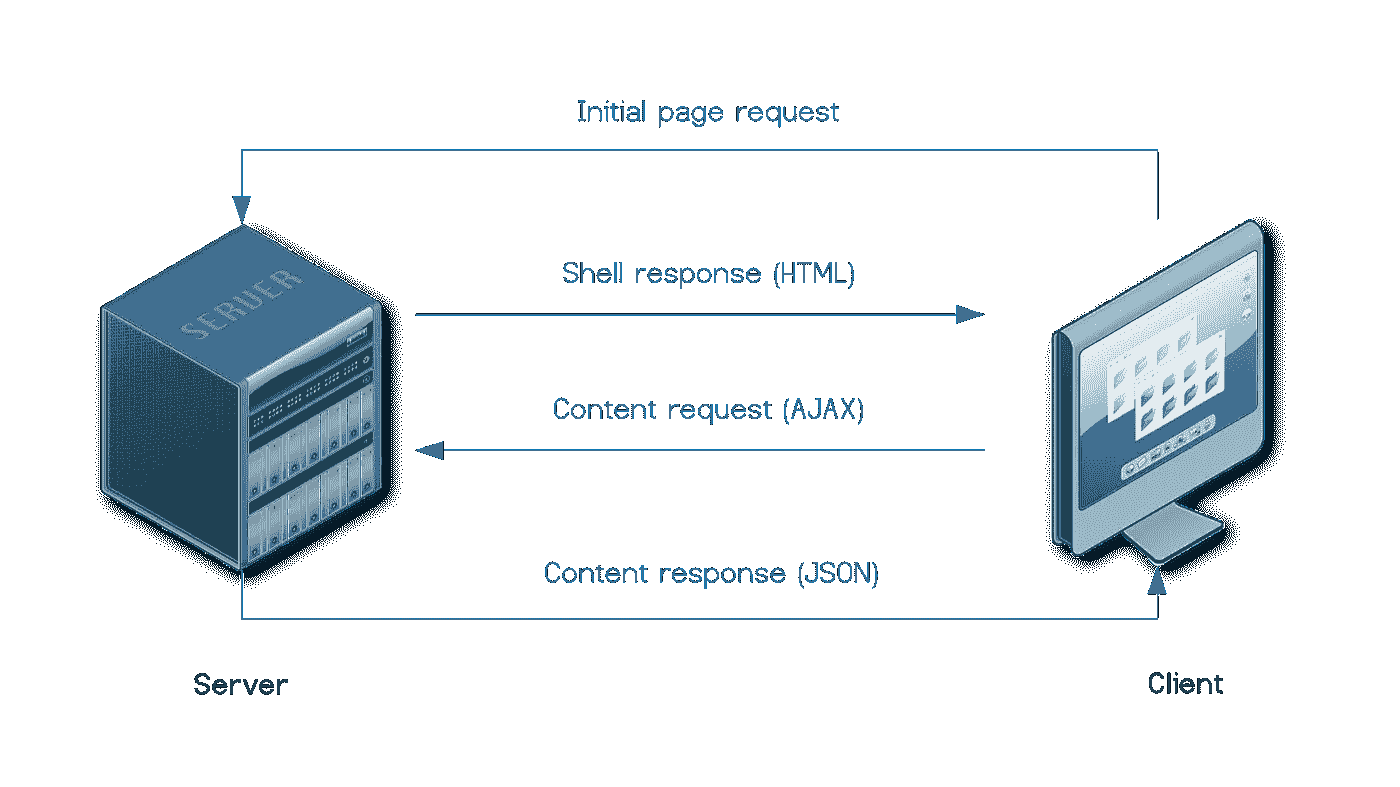 Initial page request
SERVER
Shell response (HTML)
Content request (AJAX)
Content response (JSON)
Server
Client